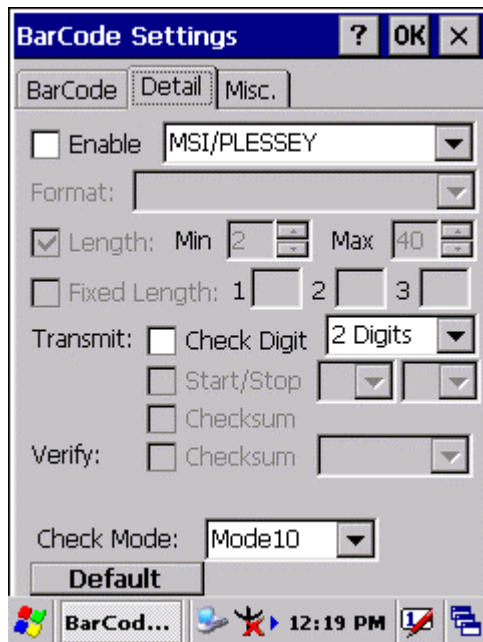 BarCode Settings ? OK ×
BarCode Detail Misc.
Enable MSI/PLESSEY
Format:
Length: Min 2 Max 40
Fixed Length: 1 2 3
Transmit: Check Digit 2 Digits
Start/Stop
Checksum
Verify: Checksum
Check Mode: Mode10
Default
BarCod... 12:19 PM